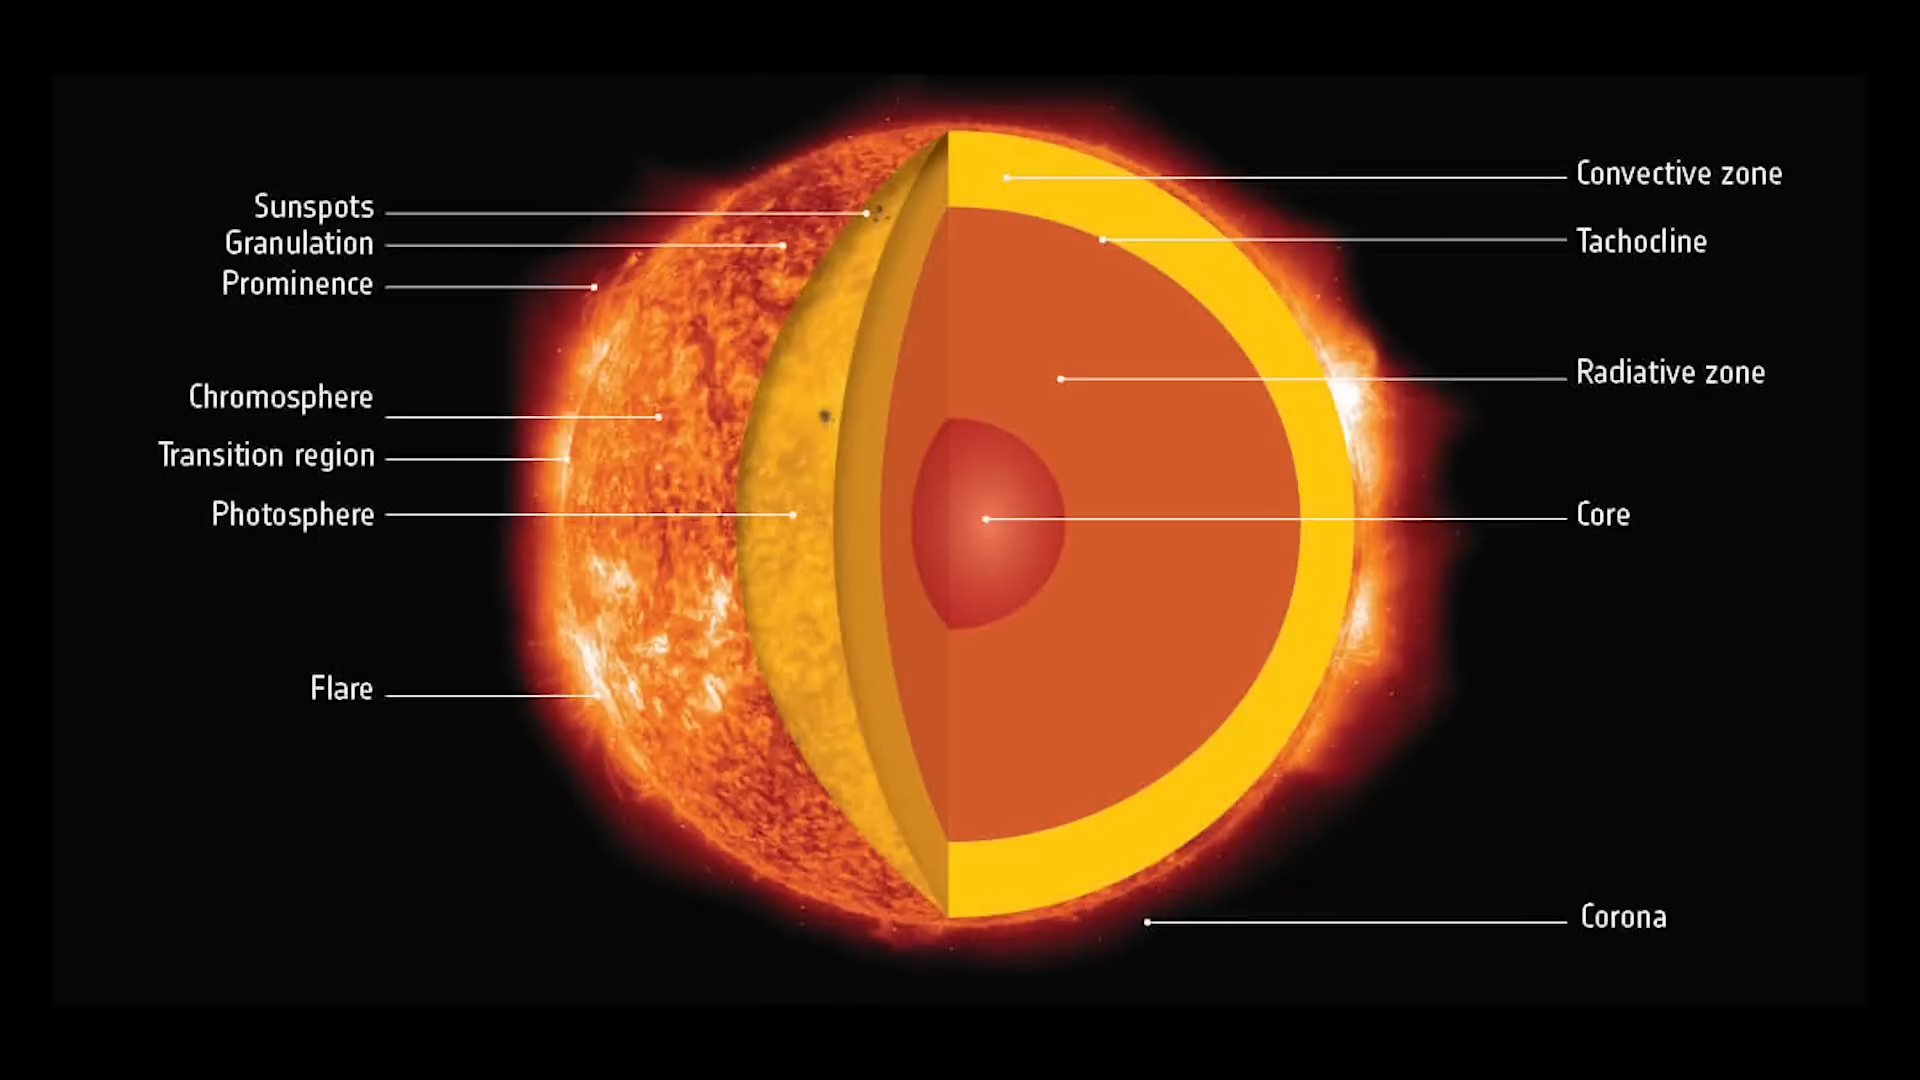 Sunspots
Granulation
Prominence
Chromosphere
Transition region
Photosphere
Flare
Convective zone
Tachocline
Radiative zone
Core
Corona